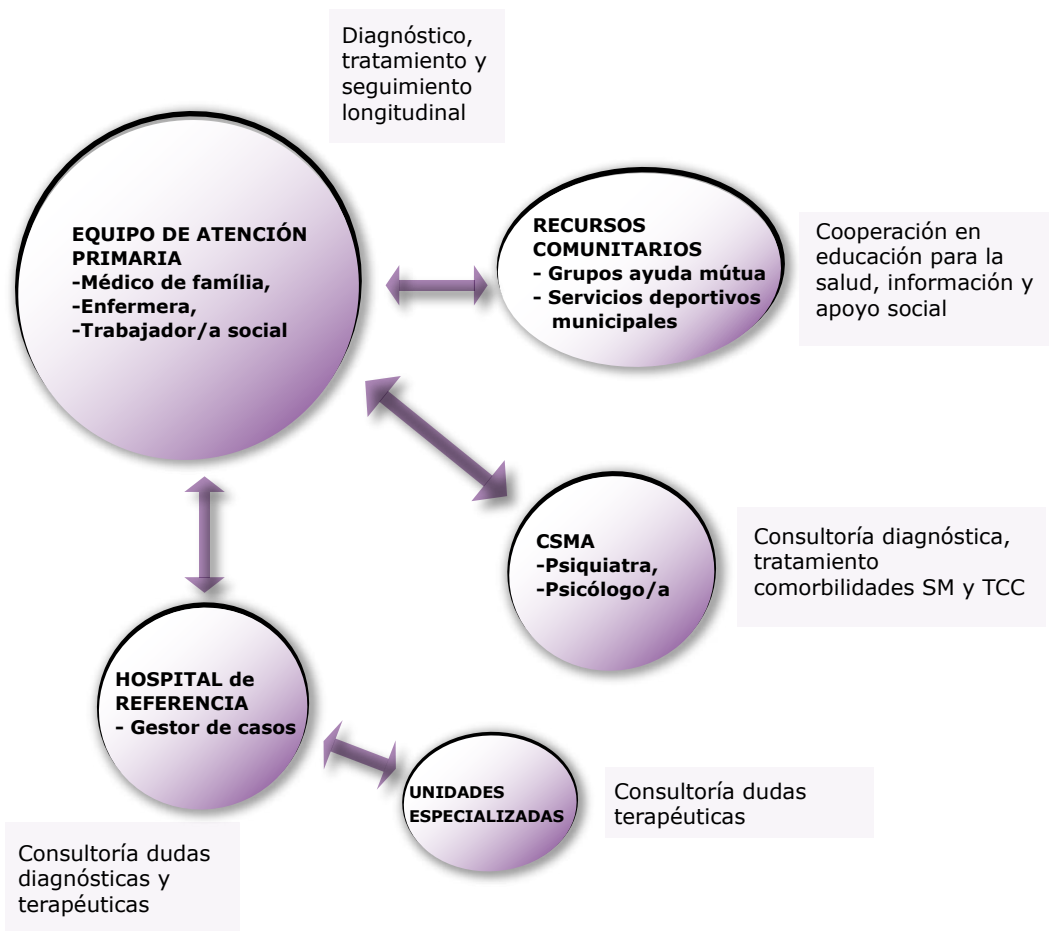 Diagnóstico,
tratamiento y
seguimiento
longitudinal
EQUIPO DE ATENCIÓN
PRIMARIA
-Médico de família,
-Enfermera,
-Trabajador/a social
RECURSOS
COMUNITARIOS
- Grupos ayuda mútua
- Servicios deportivos
municipales
Cooperación en
educación para la
salud, información y
apoyo social
CSMA
-Psiquiatra,
-Psicólogo/a
Consultoría diagnóstica,
tratamiento
comorbilidades SM y TCC
HOSPITAL de
REFERENCIA
- Gestor de casos
UNIDADES
ESPECIALIZADAS
Consultoría dudas
terapéuticas
Consultoría dudas
diagnósticas y
terapéuticas